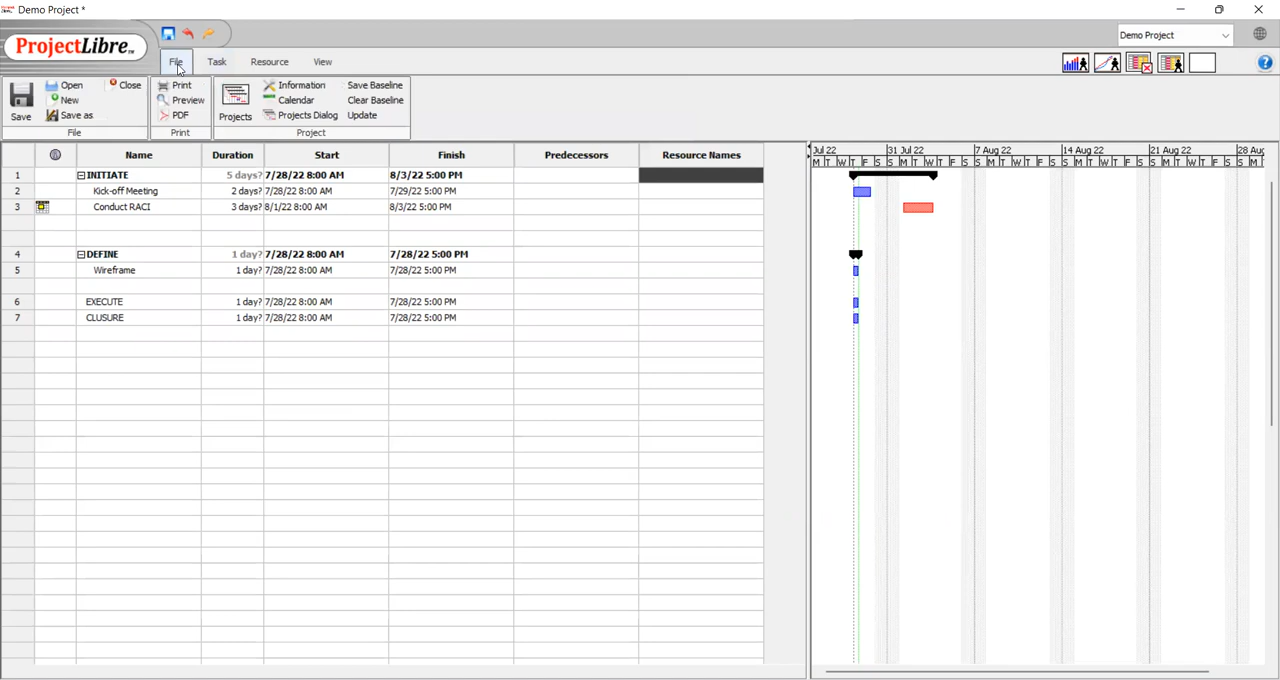 Demo Project *
ProjectLibre™
Demo Project
File Task Resource View
Save Open New Save as Close
File
Print Preview PDF
Print
Projects Information Calendar Projects Dialog Save Baseline Clear Baseline Update
Project
Name Duration Start Finish Predecessors Resource Names
1 INITIATE 5 days? 7/28/22 8:00 AM 8/3/22 5:00 PM
2 Kick-off Meeting 2 days? 7/28/22 8:00 AM 7/29/22 5:00 PM
3 Conduct RACI 3 days? 8/1/22 8:00 AM 8/3/22 5:00 PM
4 DEFINE 1 day? 7/28/22 8:00 AM 7/28/22 5:00 PM
5 Wireframe 1 day? 7/28/22 8:00 AM 7/28/22 5:00 PM
6 EXECUTE 1 day? 7/28/22 8:00 AM 7/28/22 5:00 PM
7 CLUSURE 1 day? 7/28/22 8:00 AM 7/28/22 5:00 PM
Jul 22 31 Jul 22 7 Aug 22 14 Aug 22 21 Aug 22 28 Aug
M T W T F S S M T W T F S S M T W T F S S M T W T F S S M T W T F S S M T